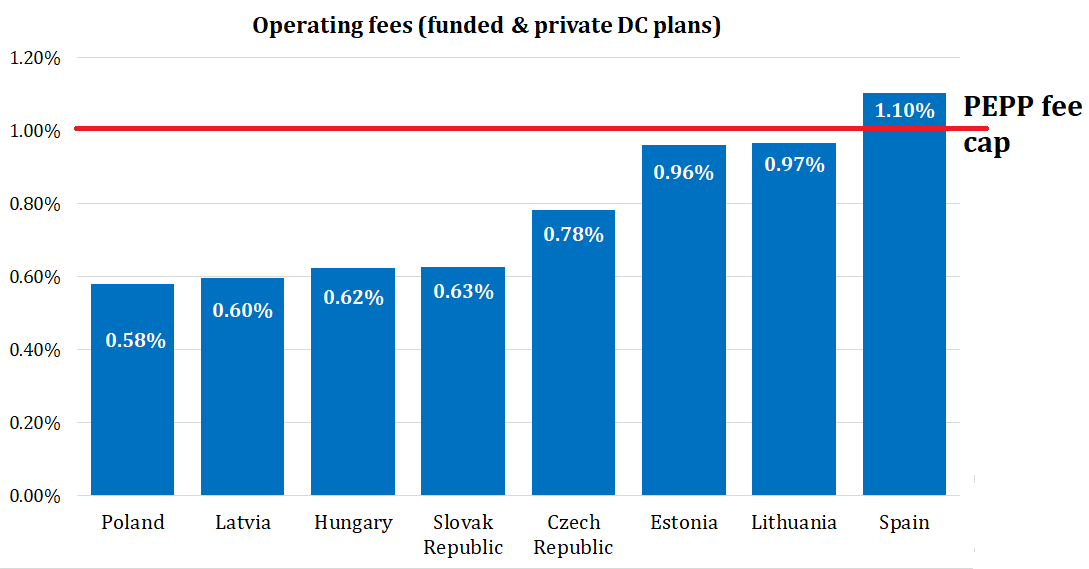 Operating fees (funded & private DC plans)
1.20%
1.00%
0.80%
0.60%
0.40%
0.20%
0.00%
0.58%
0.60%
0.62%
0.63%
0.78%
0.96%
0.97%
1.10%
PEPP fee
cap
Poland
Latvia
Hungary
Slovak
Republic
Czech
Republic
Estonia
Lithuania
Spain